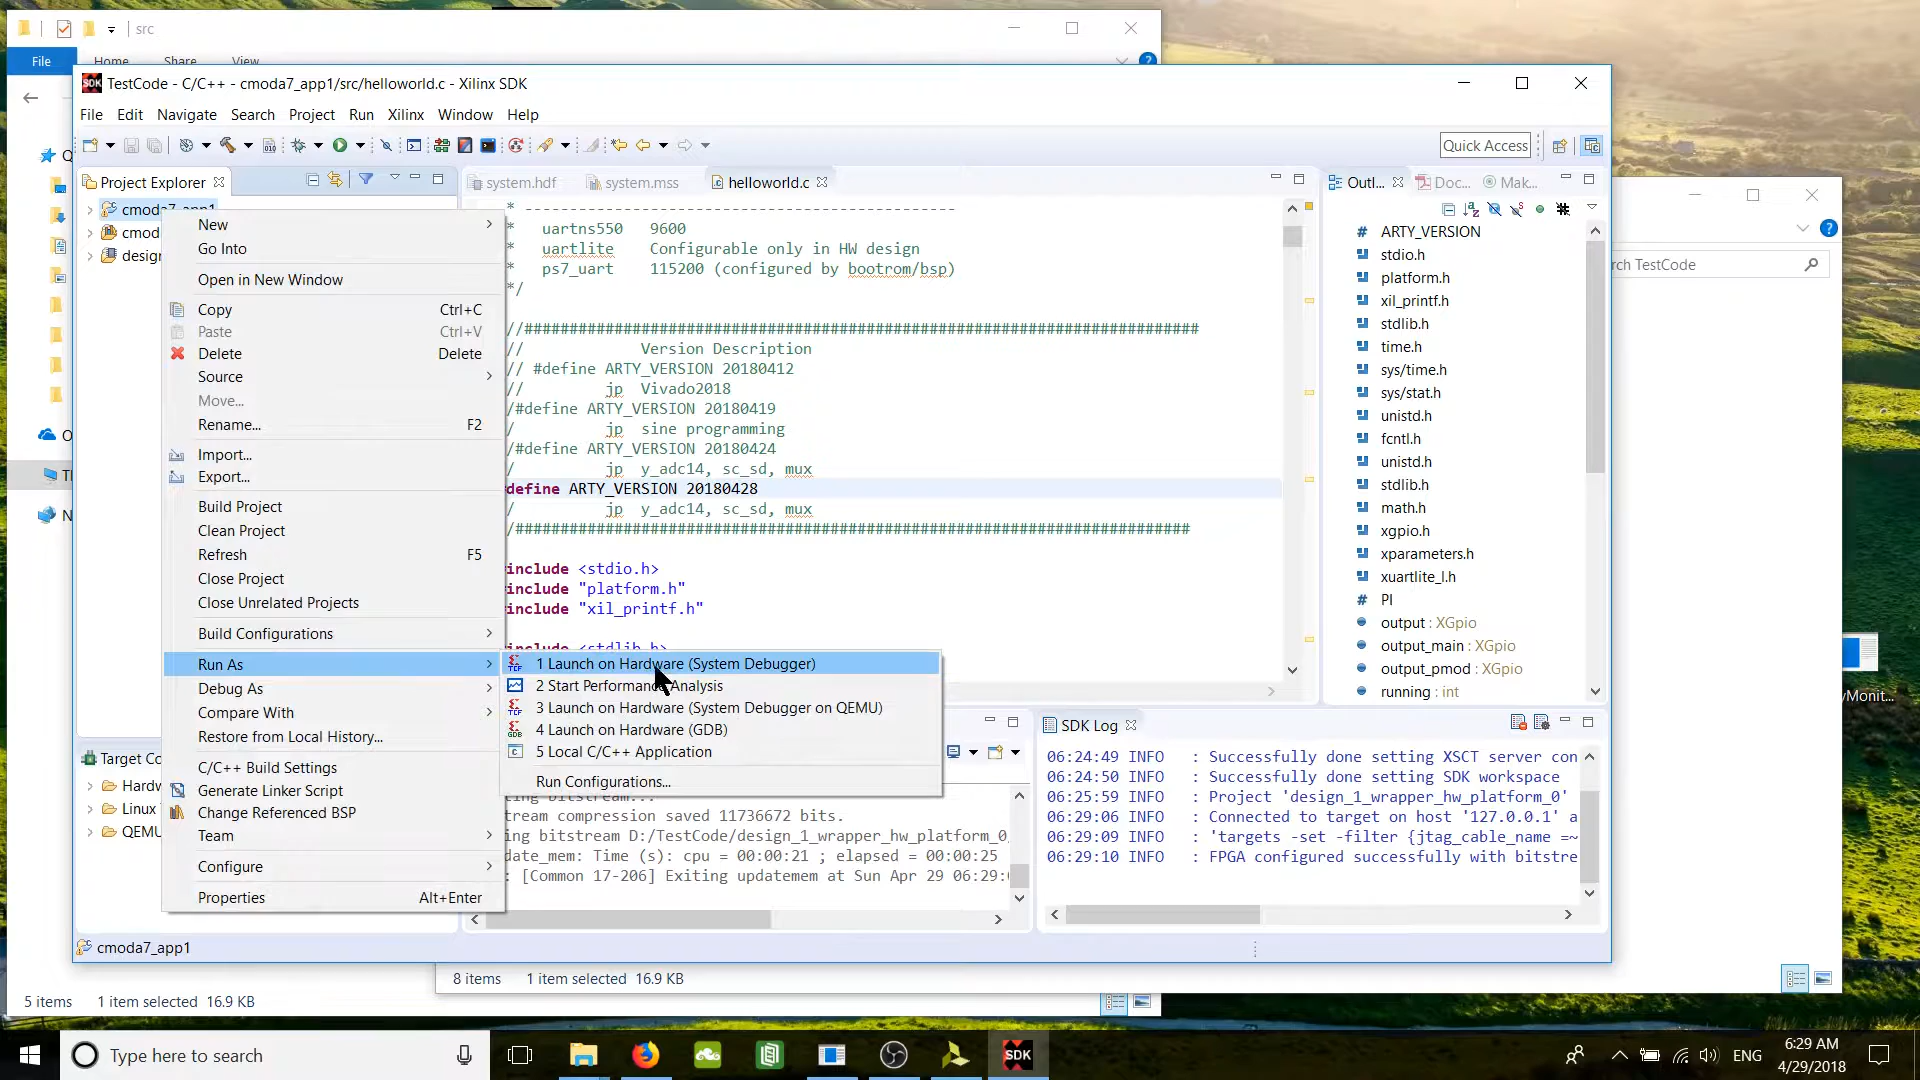 src
File
Home
Share
View
TestCode - C/C++ - cmoda7_app1/src/helloworld.c - Xilinx SDK
File Edit Navigate Search Project Run Xilinx Window Help
Quick Access
Project Explorer
system.hdf
system.mss
helloworld.c
Outl...
Doc...
Mak...
cmoda7_app1
cmod
desigr
New
Go Into
Open in New Window
Copy Ctrl+C
Paste Ctrl+V
Delete Delete
Source
Move...
Rename... F2
Import...
Export...
Build Project
Clean Project
Refresh F5
Close Project
Close Unrelated Projects
Build Configurations
Run As
Debug As
Compare With
Restore from Local History...
C/C++ Build Settings
Generate Linker Script
Change Referenced BSP
Team
Configure
Properties Alt+Enter
1 Launch on Hardware (System Debugger)
2 Start Performance Analysis
3 Launch on Hardware (System Debugger on QEMU)
4 Launch on Hardware (GDB)
5 Local C/C++ Application
Run Configurations...
* ------------------------------------------------
* uartns550 9600
* uartlite Configurable only in HW design
* ps7_uart 115200 (configured by bootrom/bsp)
*/
//###########################################################################
// Version Description
// #define ARTY_VERSION 20180412
// jp Vivado2018
/#define ARTY_VERSION 20180419
/ jp sine programming
/#define ARTY_VERSION 20180424
/ jp y_adc14, sc_sd, mux
define ARTY_VERSION 20180428
/ jp y_adc14, sc_sd, mux
/###########################################################################
include <stdio.h>
include "platform.h"
include "xil_printf.h"
include <stdlib.h>
ARTY_VERSION
stdio.h
platform.h
xil_printf.h
stdlib.h
time.h
sys/time.h
sys/stat.h
unistd.h
fcntl.h
unistd.h
stdlib.h
math.h
xgpio.h
xparameters.h
xuartlite_l.h
PI
output : XGpio
output_main : XGpio
output_pmod : XGpio
running : int
rch TestCode
yMonit...
Target Co
Hardw
Linux
QEMU
ting bitstream...
stream compression saved 11736672 bits.
ing bitstream D:/TestCode/design_1_wrapper_hw_platform_0
date_mem: Time (s): cpu = 00:00:21 ; elapsed = 00:00:25
: [Common 17-206] Exiting updatemem at Sun Apr 29 06:29:
SDK Log
06:24:49 INFO : Successfully done setting XSCT server con
06:24:50 INFO : Successfully done setting SDK workspace
06:25:59 INFO : Project 'design_1_wrapper_hw_platform_0'
06:29:06 INFO : Connected to target on host '127.0.0.1' a
06:29:09 INFO : 'targets -set -filter {jtag_cable_name =~
06:29:10 INFO : FPGA configured successfully with bitstre
cmoda7_app1
8 items 1 item selected 16.9 KB
5 items 1 item selected 16.9 KB
Type here to search
SDK
ENG
6:29 AM
4/29/2018